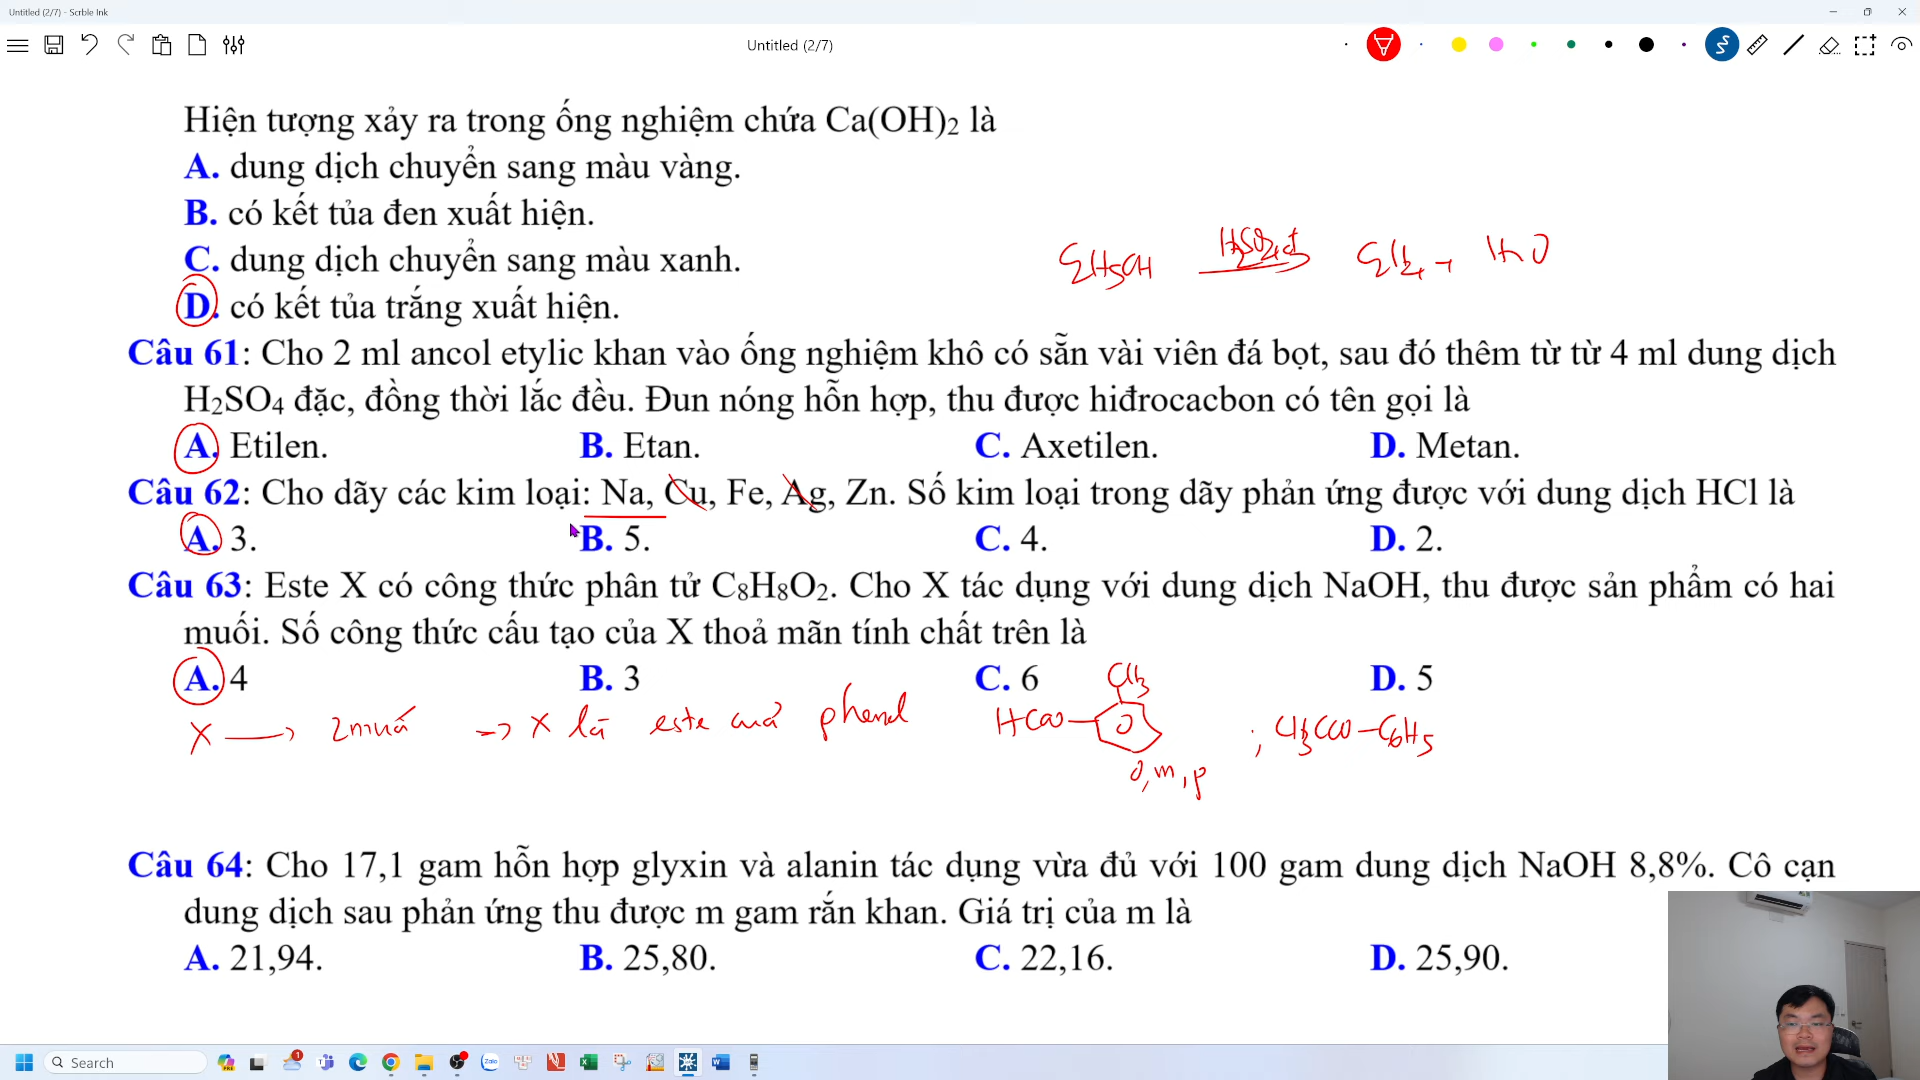 Untitled (2/7) - Scrble Ink
Untitled (2/7)
Hiện tượng xảy ra trong ống nghiệm chứa Ca(OH)₂ là
A. dung dịch chuyển sang màu vàng.
B. có kết tủa đen xuất hiện.
C. dung dịch chuyển sang màu xanh.
D. có kết tủa trắng xuất hiện.
C₂H₅OH H₂SO₄đ C₂H₄ + H₂O
Câu 61: Cho 2 ml ancol etylic khan vào ống nghiệm khô có sẵn vài viên đá bọt, sau đó thêm từ từ 4 ml dung dịch
H₂SO₄ đặc, đồng thời lắc đều. Đun nóng hỗn hợp, thu được hiđrocacbon có tên gọi là
A. Etilen. B. Etan. C. Axetilen. D. Metan.
Câu 62: Cho dãy các kim loại: Na, Cu, Fe, Ag, Zn. Số kim loại trong dãy phản ứng được với dung dịch HCl là
A. 3. B. 5. C. 4. D. 2.
Câu 63: Este X có công thức phân tử C₈H₈O₂. Cho X tác dụng với dung dịch NaOH, thu được sản phẩm có hai
muối. Số công thức cấu tạo của X thoả mãn tính chất trên là
A. 4 B. 3 C. 6 D. 5
CH₃
X → 2 muối → X là este của phenol HCOO ; CH₃COO-C₆H₅
o, m, p
Câu 64: Cho 17,1 gam hỗn hợp glyxin và alanin tác dụng vừa đủ với 100 gam dung dịch NaOH 8,8%. Cô cạn
dung dịch sau phản ứng thu được m gam rắn khan. Giá trị của m là
A. 21,94. B. 25,80. C. 22,16. D. 25,90.
Search